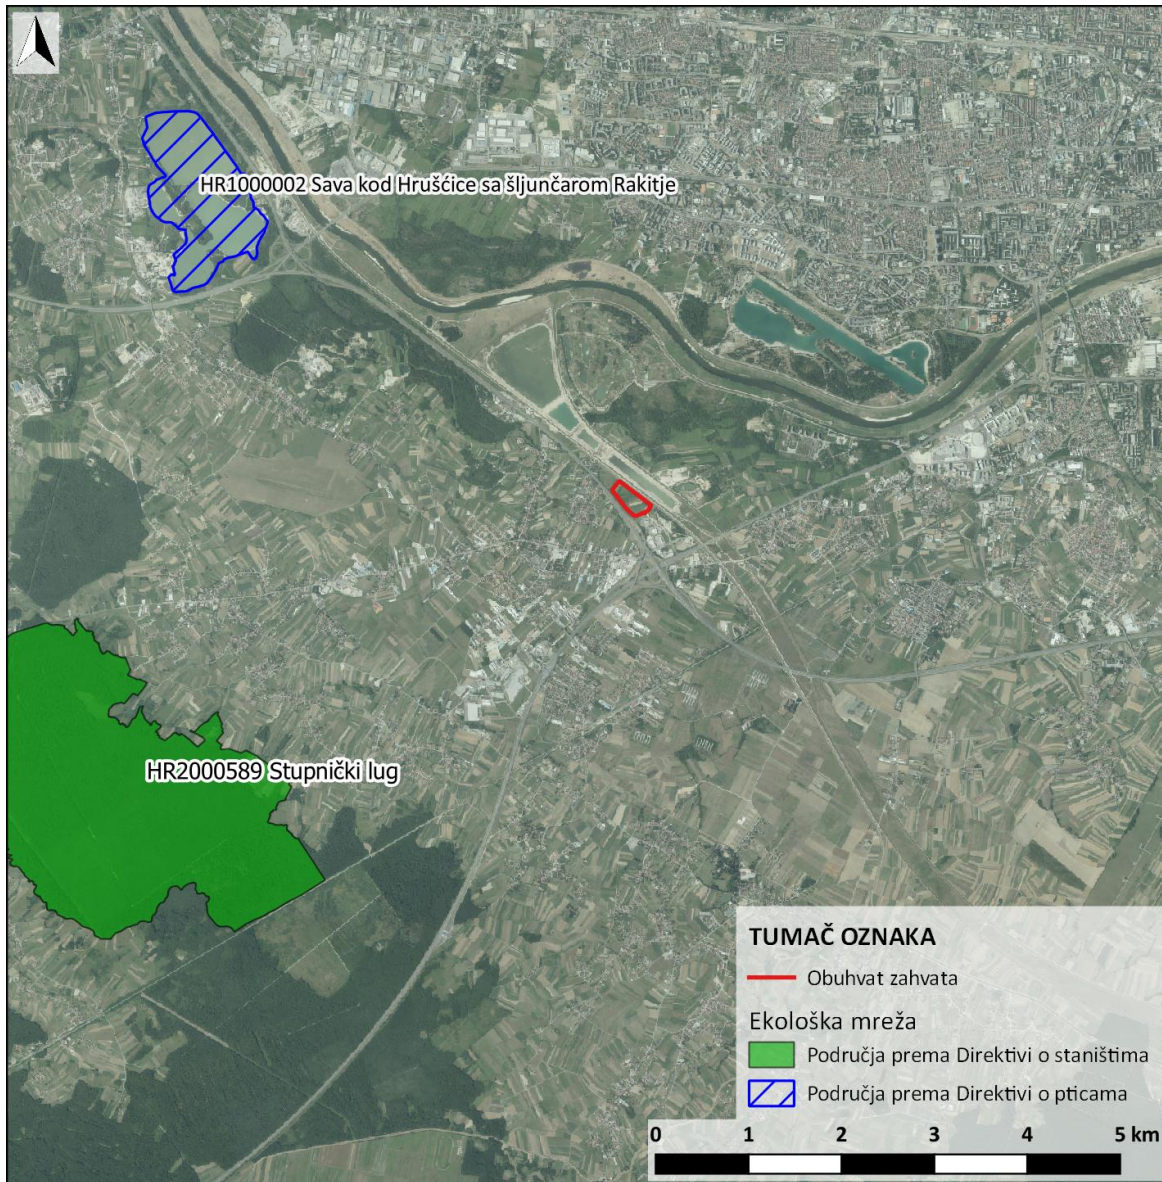 HR1000002 Sava kod Hrušćice sa šljunčarom Rakitje
HR2000589 Stupnički lug
TUMAČ OZNAKA
Obuhvat zahvata
Ekološka mreža
Područja prema Direktivi o staništima
Područja prema Direktivi o pticama
0 1 2 3 4 5 km